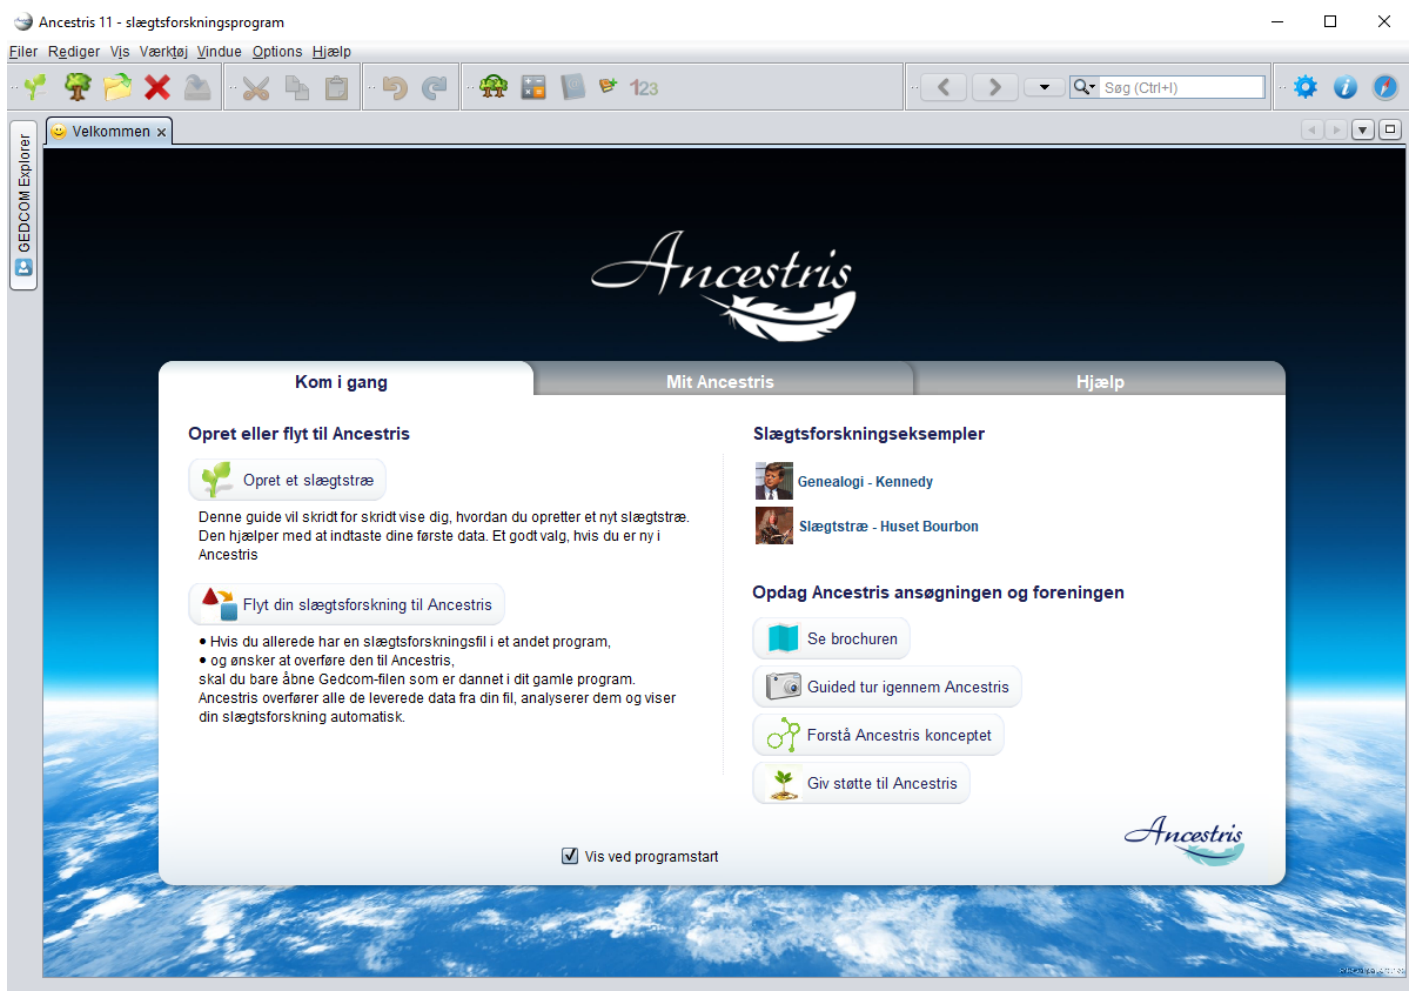 Ancestris 11 - slægtsforskningsprogram
Filer Rediger Vis Værktøj Vindue Options Hjælp
123
Søg (Ctrl+I)
GEDCOM Explorer
Velkommen x
Ancestris
Kom i gang
Mit Ancestris
Hjælp
Opret eller flyt til Ancestris
Opret et slægtstræ
Denne guide vil skridt for skridt vise dig, hvordan du opretter et nyt slægtstræ.
Den hjælper med at indtaste dine første data. Et godt valg, hvis du er ny i
Ancestris
Flyt din slægtsforskning til Ancestris
• Hvis du allerede har en slægtsforskningsfil i et andet program,
• og ønsker at overføre den til Ancestris,
skal du bare åbne Gedcom-filen som er dannet i dit gamle program.
Ancestris overfører alle de leverede data fra din fil, analyserer dem og viser
din slægtsforskning automatisk.
Slægtsforskningseksempler
Genealogi - Kennedy
Slægtstræ - Huset Bourbon
Opdag Ancestris ansøgningen og foreningen
Se brochuren
Guided tur igennem Ancestris
Forstå Ancestris konceptet
Giv støtte til Ancestris
Ancestris
Vis ved programstart